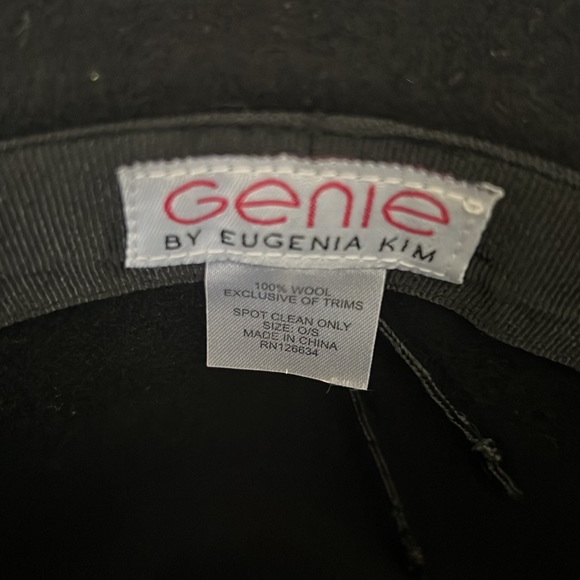 Genie
BY EUGENIA KIM
100% WOOL
EXCLUSIVE OF TRIMS
SPOT CLEAN ONLY
SIZE: O/S
MADE IN CHINA
RN126634